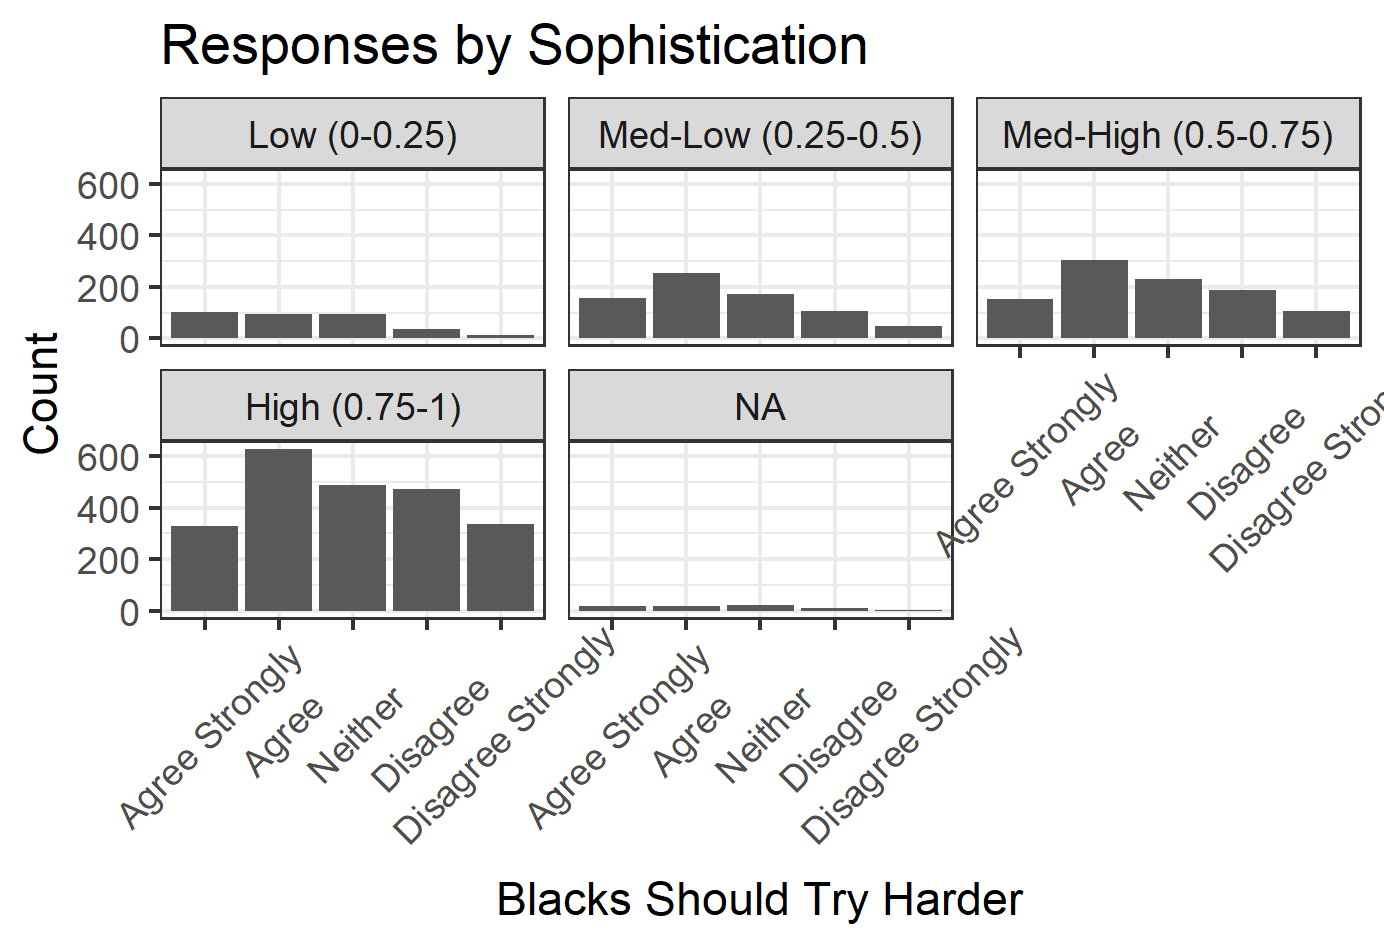 Responses by Sophistication
Low (0-0.25)
Med-Low (0.25-0.5)
Med-High (0.5-0.75)
600
400
200
0
Agree Strongly
Agree
Neither
Disagree
Disagree Stron
High (0.75-1)
NA
600
400
200
0
Agree Strongly
Agree
Neither
Disagree
Disagree Strongly
Agree Strongly
Agree
Neither
Disagree
Disagree Strongly
Count
Blacks Should Try Harder